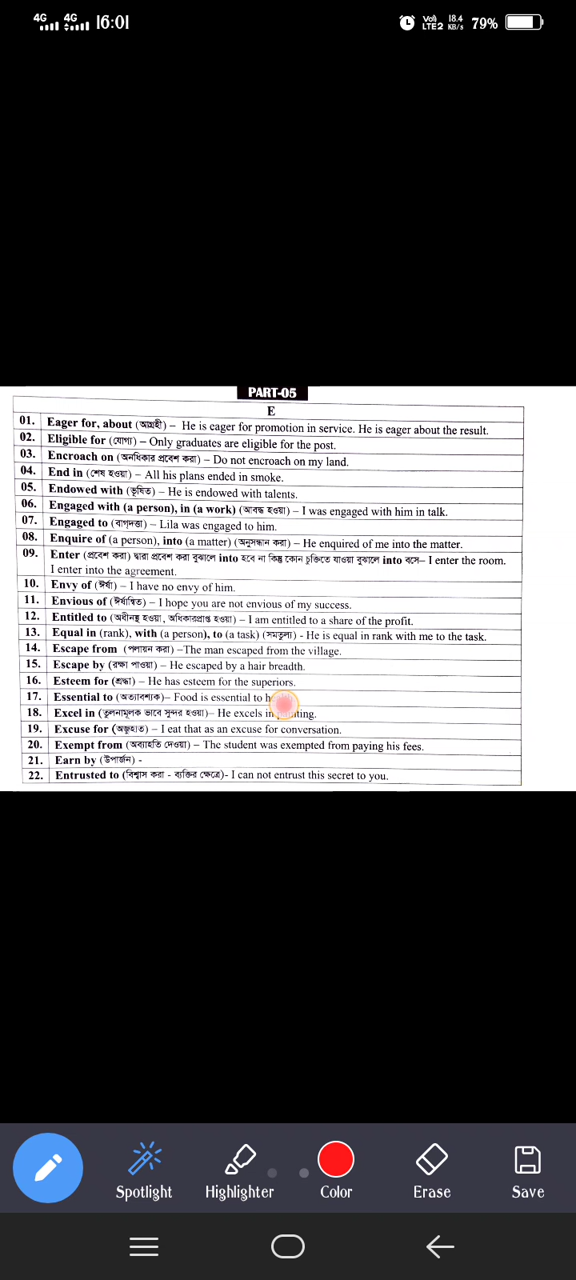 4G 4G 16:01 Vo)) LTE2 18.4 KB/s 79%
PART-05
E
01. Eager for, about (আগ্রহী) – He is eager for promotion in service. He is eager about the result.
02. Eligible for (যোগ্য) – Only graduates are eligible for the post.
03. Encroach on (অনধিকার প্রবেশ করা) – Do not encroach on my land.
04. End in (শেষ হওয়া) – All his plans ended in smoke.
05. Endowed with (ভূষিত) – He is endowed with talents.
06. Engaged with (a person), in (a work) (আবদ্ধ হওয়া) – I was engaged with him in talk.
07. Engaged to (বাগ্দত্তা) – Lila was engaged to him.
08. Enquire of (a person), into (a matter) (অনুসন্ধান করা) – He enquired of me into the matter.
09. Enter (প্রবেশ করা) দ্বারা প্রবেশ করা বুঝালে into হবে না কিন্তু কোন চুক্তিতে যাওয়া বুঝালে into বসে– I enter the room.
I enter into the agreement.
10. Envy of (ঈর্ষা) – I have no envy of him.
11. Envious of (ঈর্ষান্বিত) – I hope you are not envious of my success.
12. Entitled to (অধীনস্থ হওয়া, অধিকারপ্রাপ্ত হওয়া) – I am entitled to a share of the profit.
13. Equal in (rank), with (a person), to (a task) (সমতুল্য) - He is equal in rank with me to the task.
14. Escape from (পলায়ন করা) –The man escaped from the village.
15. Escape by (রক্ষা পাওয়া) – He escaped by a hair breadth.
16. Esteem for (শ্রদ্ধা) – He has esteem for the superiors.
17. Essential to (অত্যাবশ্যক)– Food is essential to
18. Excel in (তুলনামূলক ভাবে সুন্দর হওয়া)– He excels in
19. Excuse for (অজুহাত) – I eat that as an excuse for conversation.
20. Exempt from (অব্যাহতি দেওয়া) – The student was exempted from paying his fees.
21. Earn by (উপার্জন) -
22. Entrusted to (বিশ্বাস করা - ব্যক্তির ক্ষেত্রে)- I can not entrust this secret to you.
Spotlight Highlighter Color Erase Save